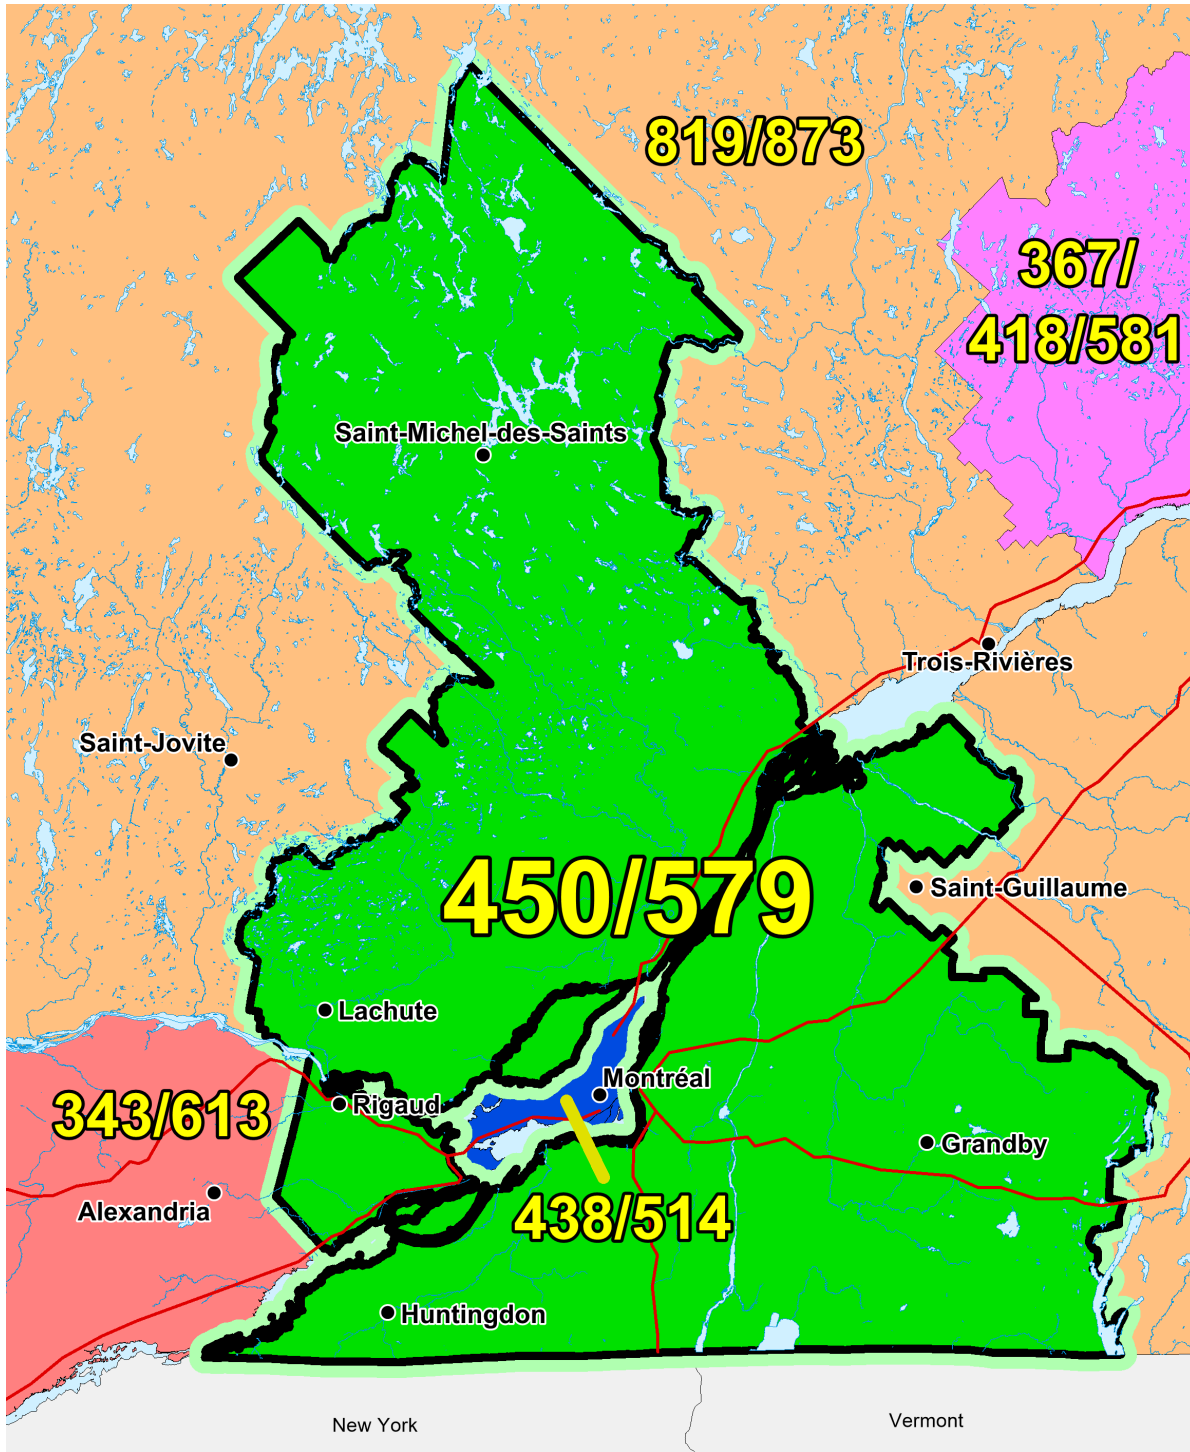 819/873
367/
418/581
Saint-Michel-des-Saints
Trois-Rivières
Saint-Jovite
450/579
Saint-Guillaume
Lachute
Montréal
343/613
Rigaud
Grandby
Alexandria
438/514
Huntingdon
New York
Vermont